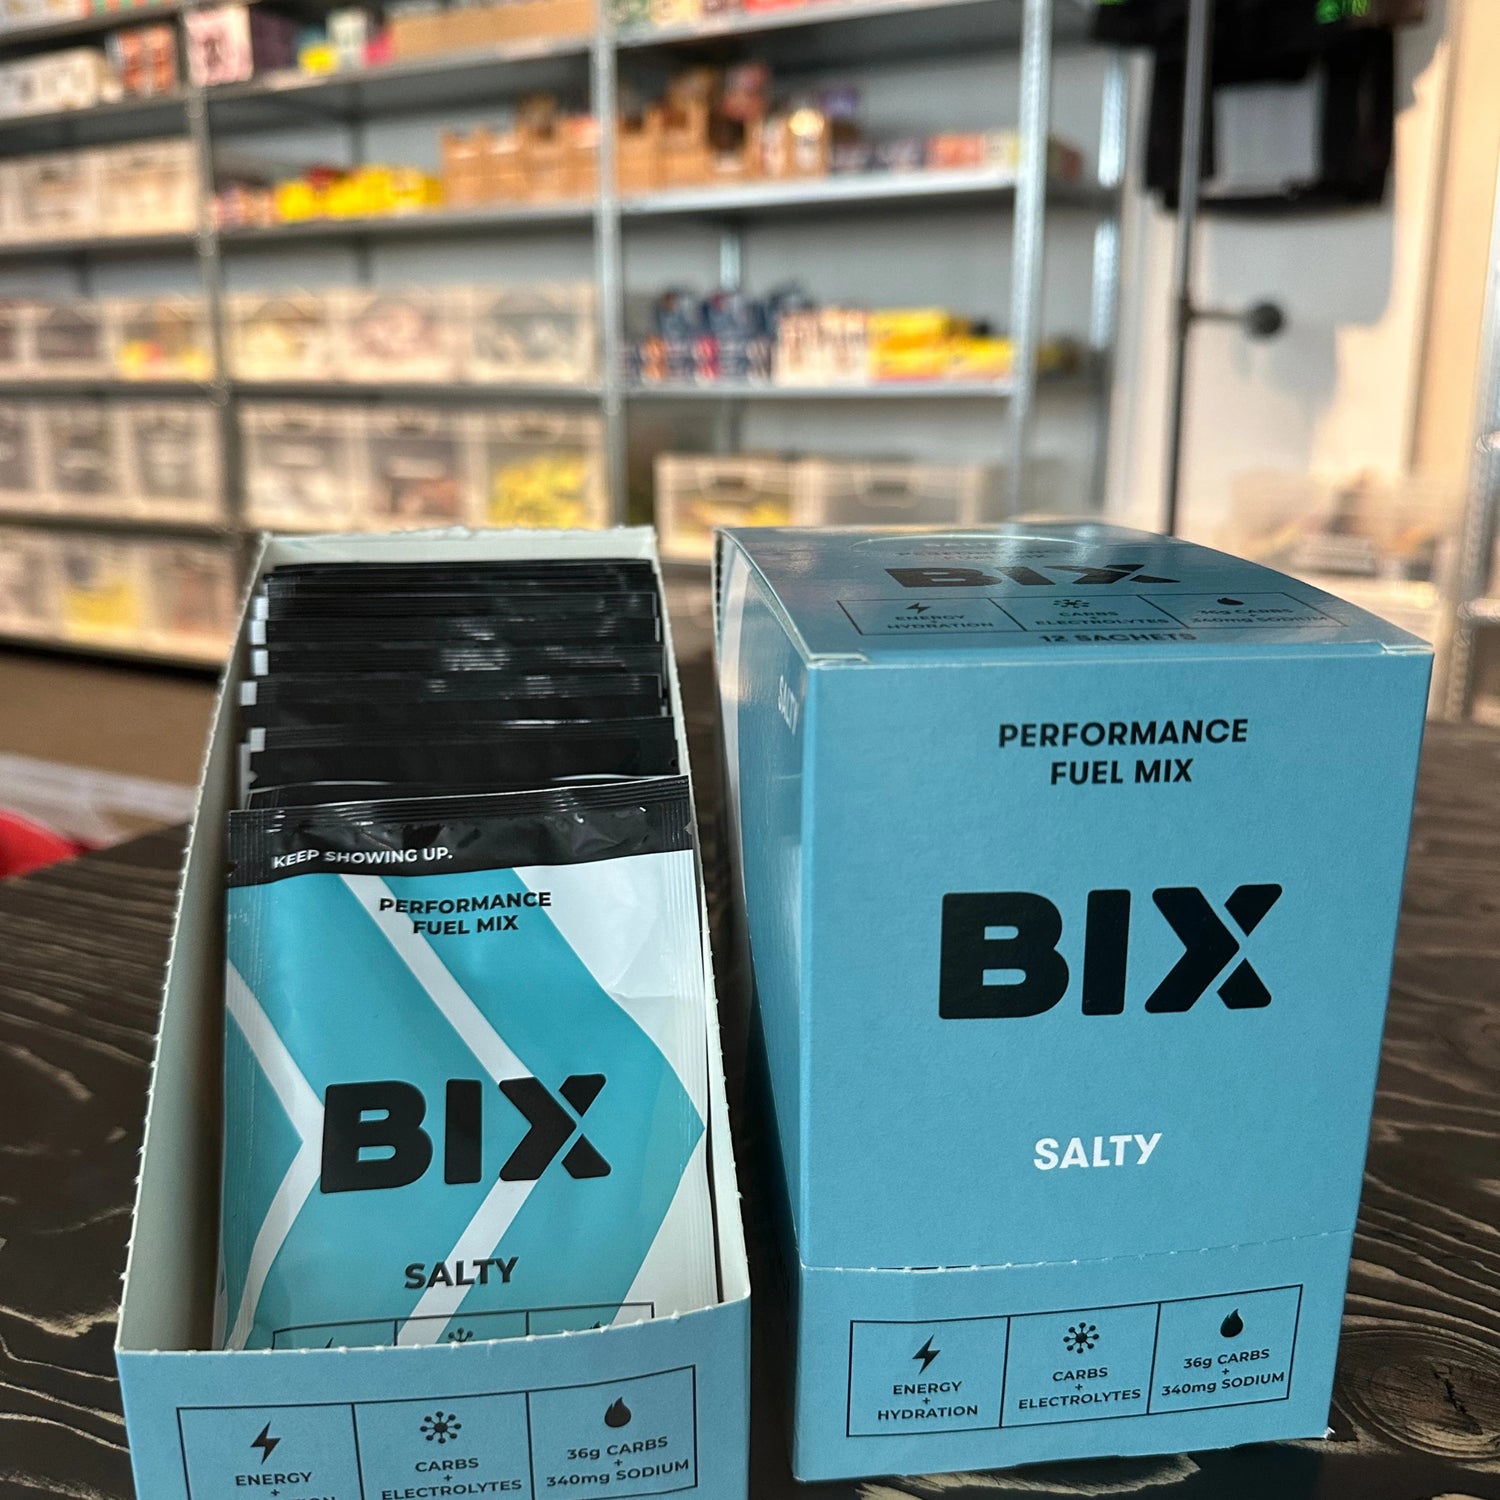 KEEP SHOWING UP.
PERFORMANCE
FUEL MIX
BIX
SALTY
ENERGY
+
CARBS
+
ELECTROLYTES
36g CARBS
+
340mg SODIUM
BIX
ENERGY
+
HYDRATION
CARBS
+
ELECTROLYTES
36g CARBS
+
340mg SODIUM
12 SACHETS
SALTY
PERFORMANCE
FUEL MIX
BIX
SALTY
ENERGY
+
HYDRATION
CARBS
+
ELECTROLYTES
36g CARBS
+
340mg SODIUM